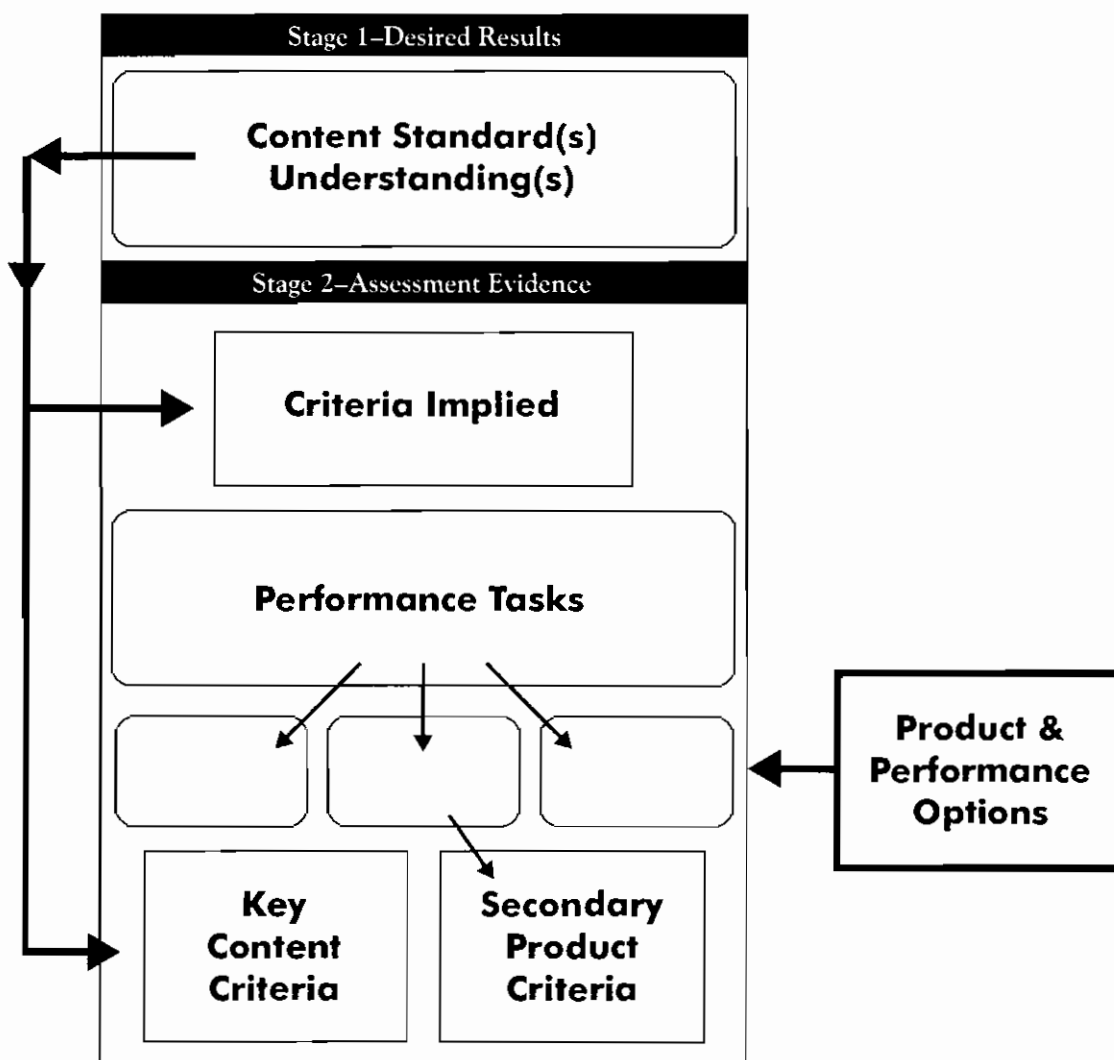 Stage 1–Desired Results
Content Standard(s)
Understanding(s)
Stage 2–Assessment Evidence
Criteria Implied
Performance Tasks
Product &
Performance
Options
Key
Content
Criteria
Secondary
Product
Criteria